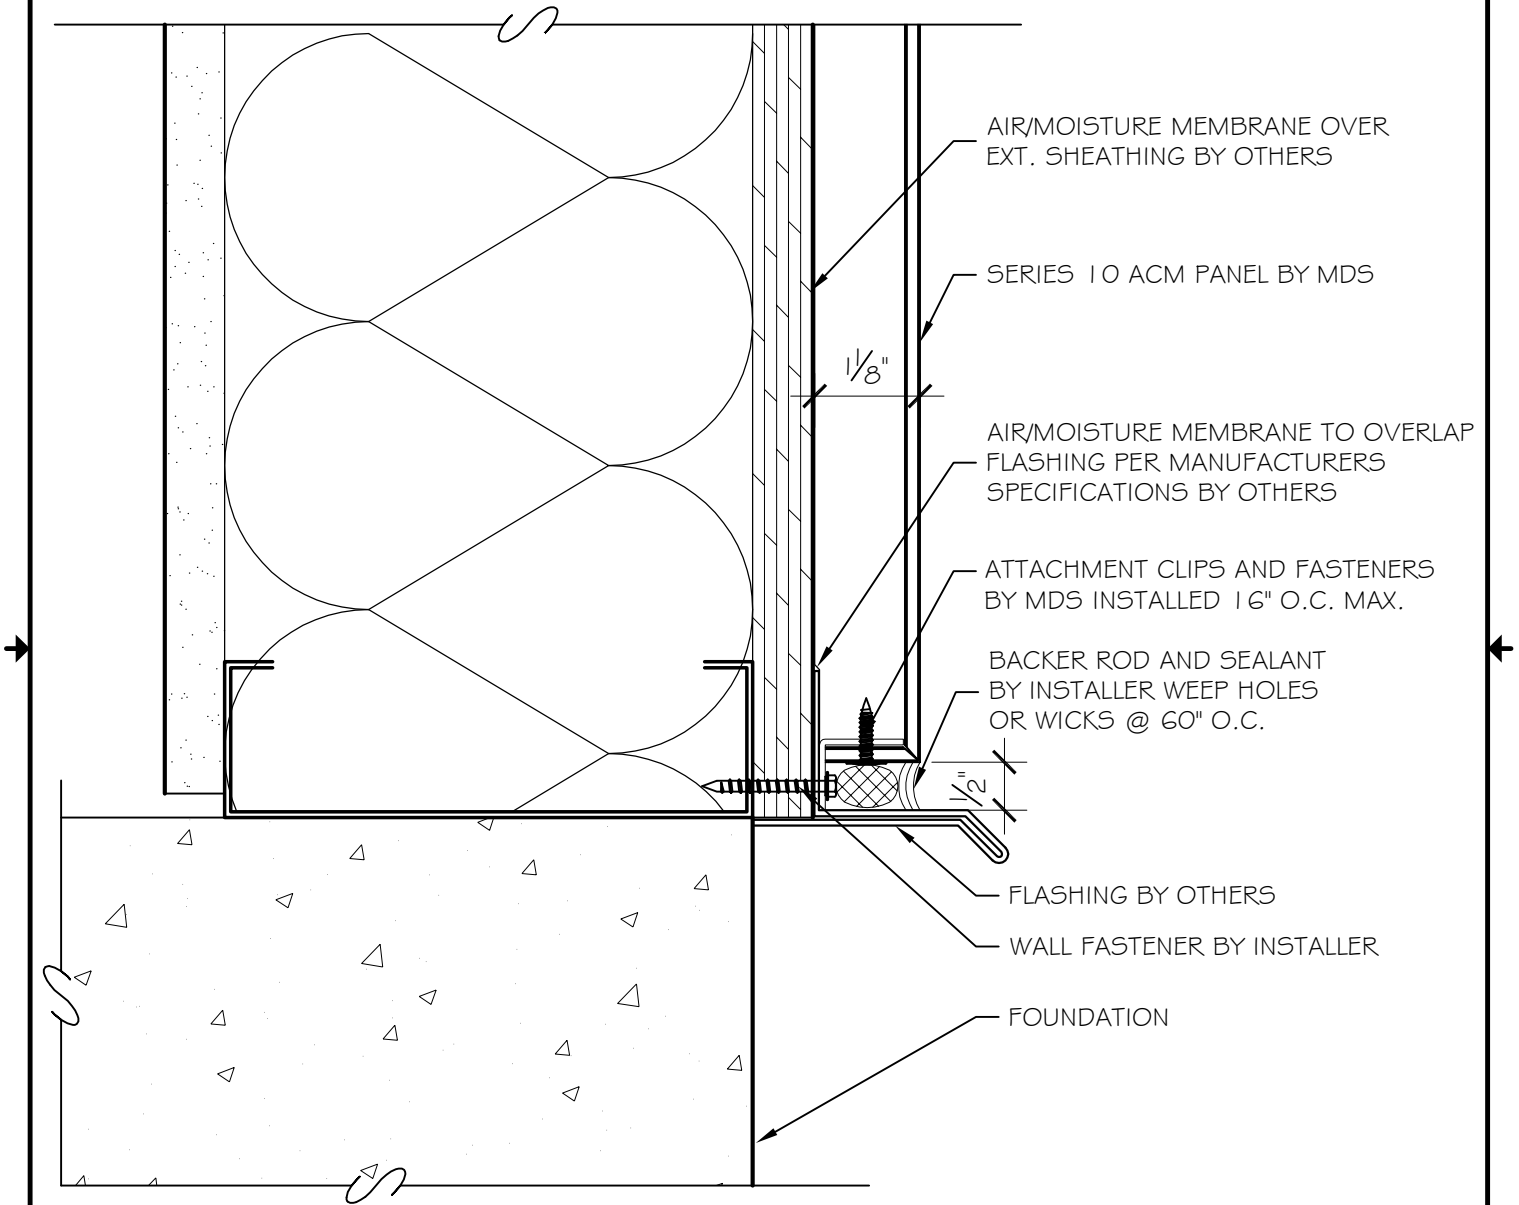 AIR/MOISTURE MEMBRANE OVER
EXT. SHEATHING BY OTHERS
SERIES 10 ACM PANEL BY MDS
1 1/8"
AIR/MOISTURE MEMBRANE TO OVERLAP
FLASHING PER MANUFACTURERS
SPECIFICATIONS BY OTHERS
ATTACHMENT CLIPS AND FASTENERS
BY MDS INSTALLED 16" O.C. MAX.
BACKER ROD AND SEALANT
BY INSTALLER WEEP HOLES
OR WICKS @ 60" O.C.
1/2"
FLASHING BY OTHERS
WALL FASTENER BY INSTALLER
FOUNDATION